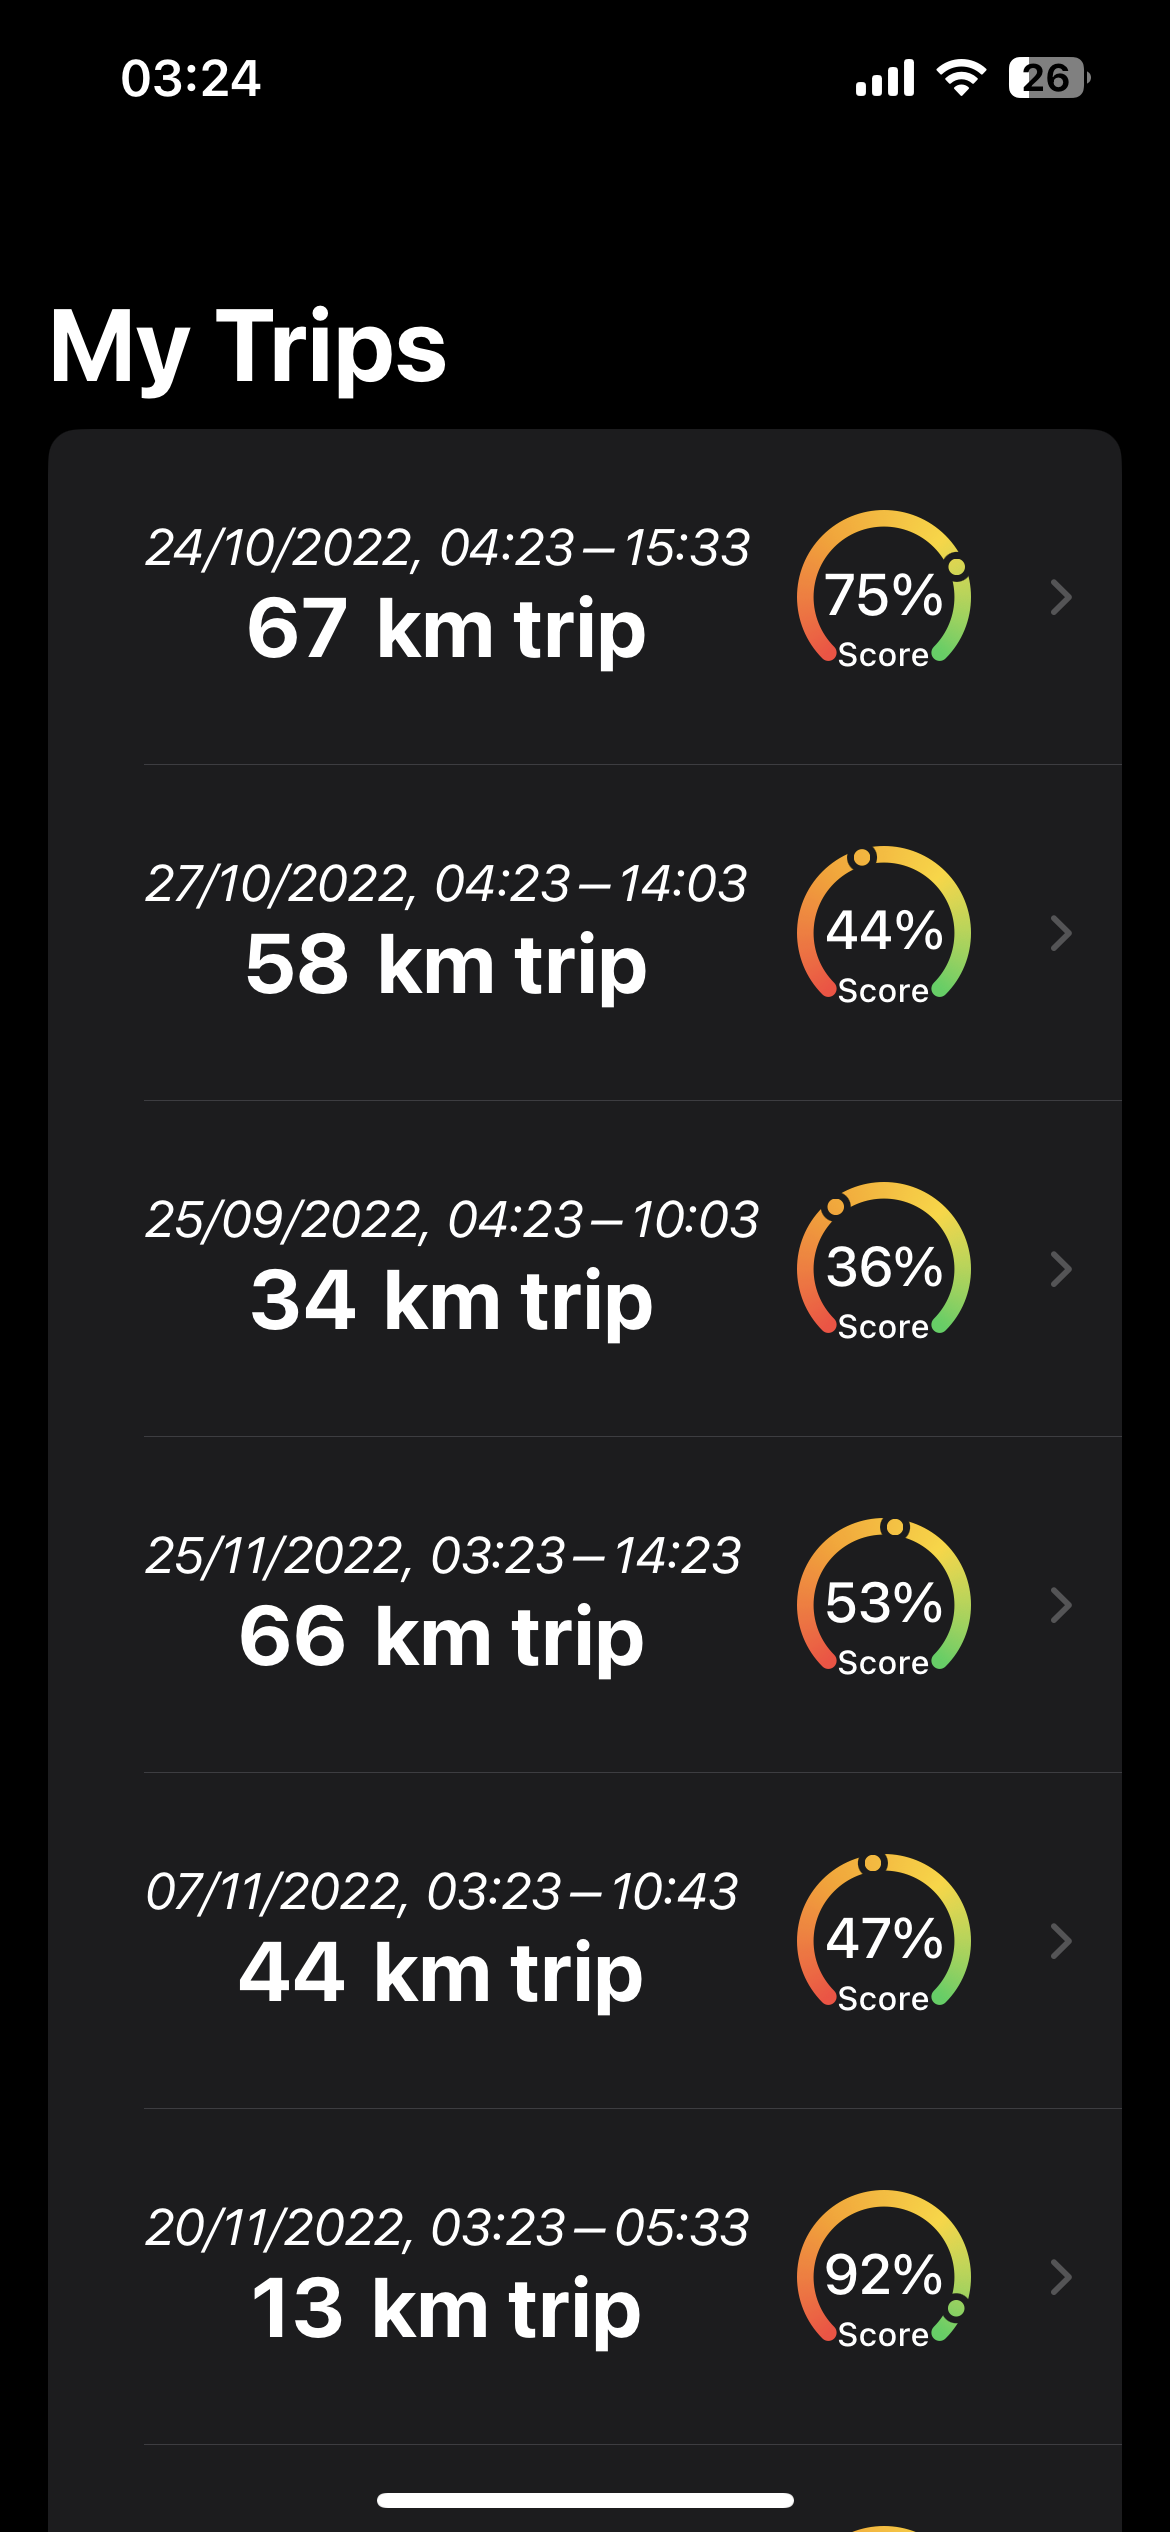 03:24
26
My Trips
24/10/2022, 04:23 – 15:33
67 km trip
75%
Score
27/10/2022, 04:23 – 14:03
58 km trip
44%
Score
25/09/2022, 04:23 – 10:03
34 km trip
36%
Score
25/11/2022, 03:23 – 14:23
66 km trip
53%
Score
07/11/2022, 03:23 – 10:43
44 km trip
47%
Score
20/11/2022, 03:23 – 05:33
13 km trip
92%
Score